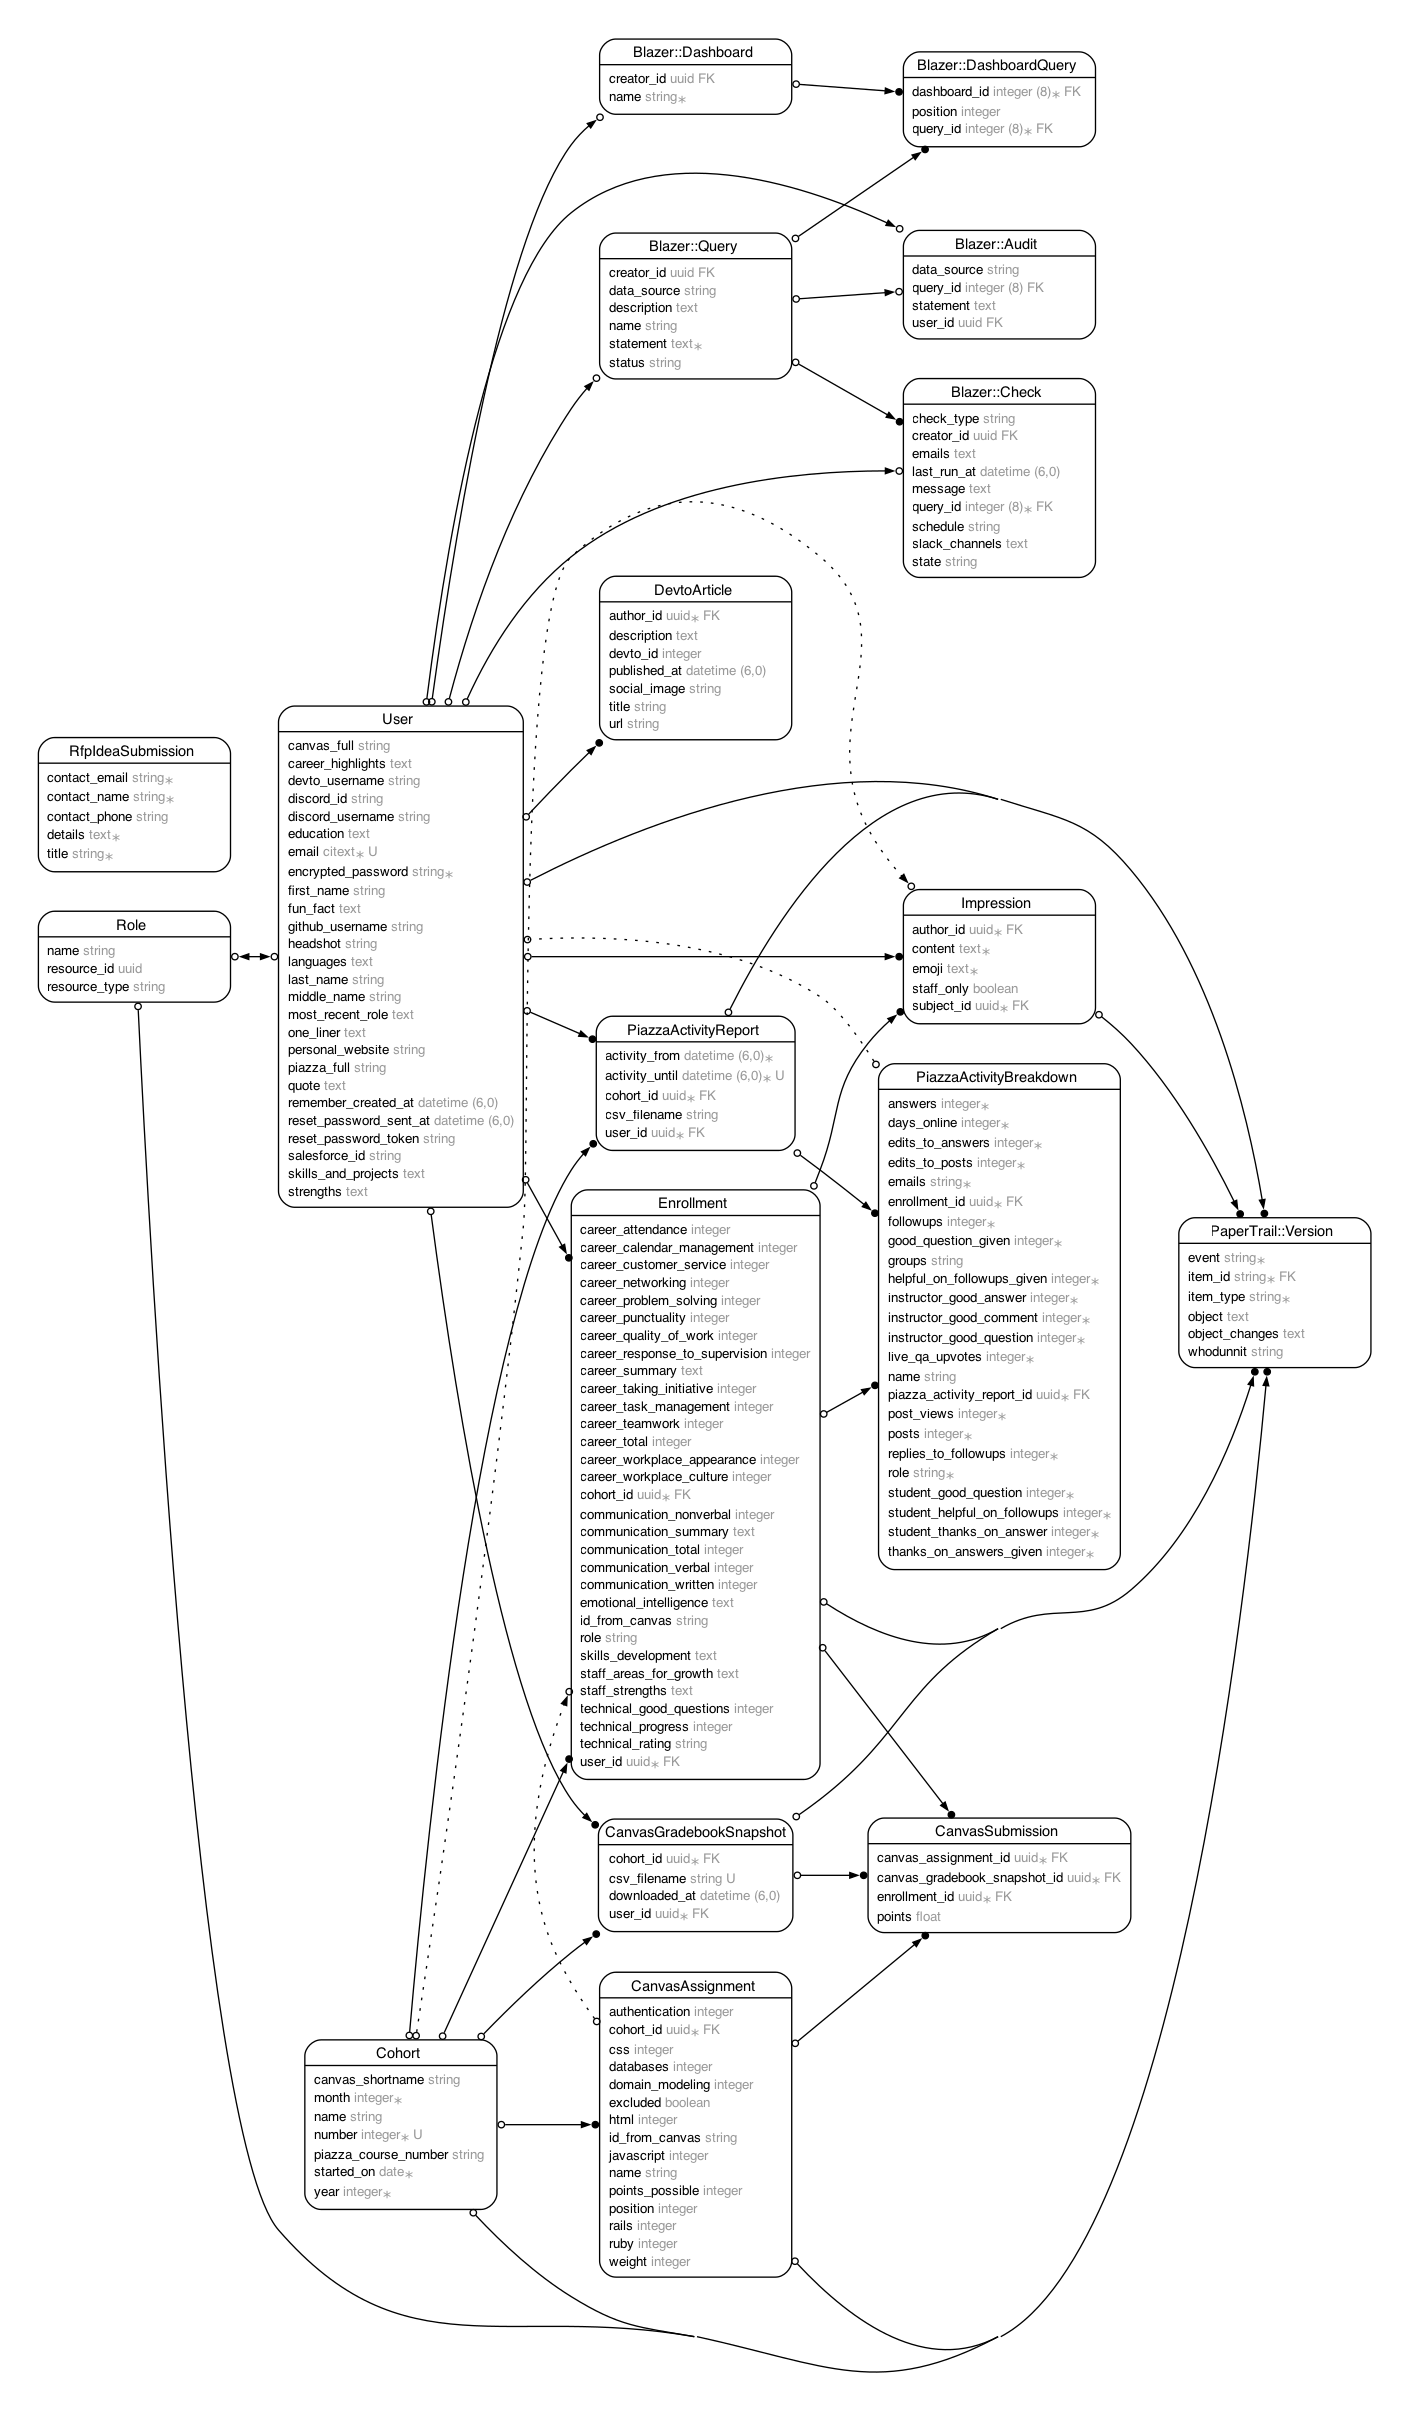 Blazer::Dashboard
creator_id uuid FK
name string∗
Blazer::DashboardQuery
dashboard_id integer (8)∗ FK
position integer
query_id integer (8)∗ FK
Blazer::Query
creator_id uuid FK
data_source string
description text
name string
statement text∗
status string
Blazer::Audit
data_source string
query_id integer (8) FK
statement text
user_id uuid FK
Blazer::Check
check_type string
creator_id uuid FK
emails text
last_run_at datetime (6,0)
message text
query_id integer (8)∗ FK
schedule string
slack_channels text
state string
DevtoArticle
author_id uuid∗ FK
description text
devto_id integer
published_at datetime (6,0)
social_image string
title string
url string
User
canvas_full string
career_highlights text
devto_username string
discord_id string
discord_username string
education text
email citext∗ U
encrypted_password string∗
first_name string
fun_fact text
github_username string
headshot string
languages text
last_name string
middle_name string
most_recent_role text
one_liner text
personal_website string
piazza_full string
quote text
remember_created_at datetime (6,0)
reset_password_sent_at datetime (6,0)
reset_password_token string
salesforce_id string
skills_and_projects text
strengths text
RfpIdeaSubmission
contact_email string∗
contact_name string∗
contact_phone string
details text∗
title string∗
Role
name string
resource_id uuid
resource_type string
Impression
author_id uuid∗ FK
content text∗
emoji text∗
staff_only boolean
subject_id uuid∗ FK
PiazzaActivityReport
activity_from datetime (6,0)∗
activity_until datetime (6,0)∗ U
cohort_id uuid∗ FK
csv_filename string
user_id uuid∗ FK
PiazzaActivityBreakdown
answers integer∗
days_online integer∗
edits_to_answers integer∗
edits_to_posts integer∗
emails string∗
enrollment_id uuid∗ FK
followups integer∗
good_question_given integer∗
groups string
helpful_on_followups_given integer∗
instructor_good_answer integer∗
instructor_good_comment integer∗
instructor_good_question integer∗
live_qa_upvotes integer∗
name string
piazza_activity_report_id uuid∗ FK
post_views integer∗
posts integer∗
replies_to_followups integer∗
role string∗
student_good_question integer∗
student_helpful_on_followups integer∗
student_thanks_on_answer integer∗
thanks_on_answers_given integer∗
Enrollment
career_attendance integer
career_calendar_management integer
career_customer_service integer
career_networking integer
career_problem_solving integer
career_punctuality integer
career_quality_of_work integer
career_response_to_supervision integer
career_summary text
career_taking_initiative integer
career_task_management integer
career_teamwork integer
career_total integer
career_workplace_appearance integer
career_workplace_culture integer
cohort_id uuid∗ FK
communication_nonverbal integer
communication_summary text
communication_total integer
communication_verbal integer
communication_written integer
emotional_intelligence text
id_from_canvas string
role string
skills_development text
staff_areas_for_growth text
staff_strengths text
technical_good_questions integer
technical_progress integer
technical_rating string
user_id uuid∗ FK
PaperTrail::Version
event string∗
item_id string∗ FK
item_type string∗
object text
object_changes text
whodunnit string
CanvasGradebookSnapshot
cohort_id uuid∗ FK
csv_filename string U
downloaded_at datetime (6,0)
user_id uuid∗ FK
CanvasSubmission
canvas_assignment_id uuid∗ FK
canvas_gradebook_snapshot_id uuid∗ FK
enrollment_id uuid∗ FK
points float
CanvasAssignment
authentication integer
cohort_id uuid∗ FK
css integer
databases integer
domain_modeling integer
excluded boolean
html integer
id_from_canvas string
javascript integer
name string
points_possible integer
position integer
rails integer
ruby integer
weight integer
Cohort
canvas_shortname string
month integer∗
name string
number integer∗ U
piazza_course_number string
started_on date∗
year integer∗